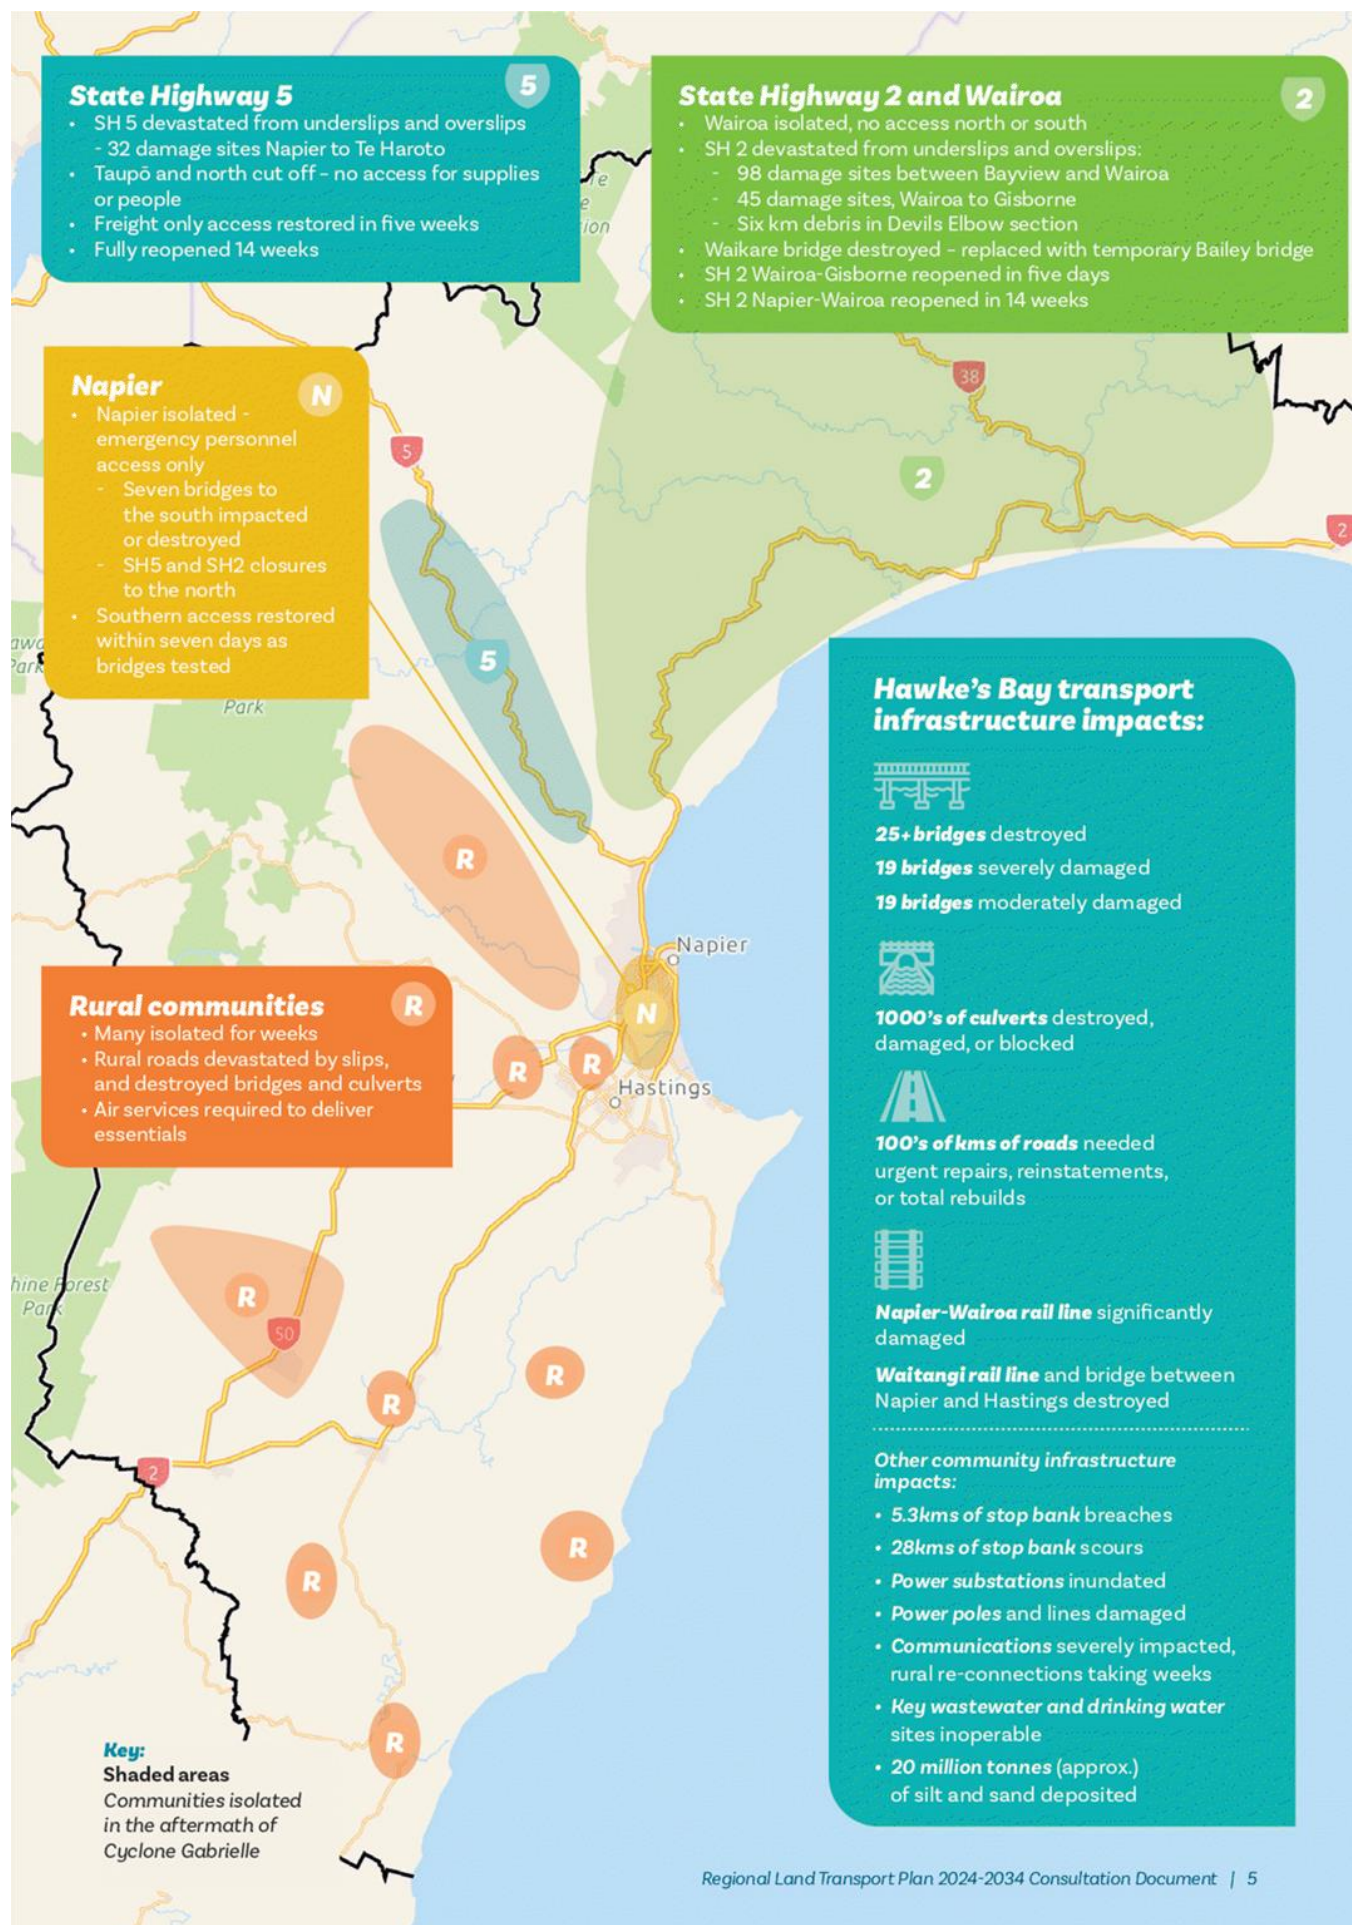 State Highway 5
5
• SH 5 devastated from underslips and overslips
- 32 damage sites Napier to Te Haroto
• Taupō and north cut off – no access for supplies
or people
• Freight only access restored in five weeks
• Fully reopened 14 weeks
State Highway 2 and Wairoa
2
• Wairoa isolated, no access north or south
• SH 2 devastated from underslips and overslips:
- 98 damage sites between Bayview and Wairoa
- 45 damage sites, Wairoa to Gisborne
- Six km debris in Devils Elbow section
• Waikare bridge destroyed – replaced with temporary Bailey bridge
• SH 2 Wairoa-Gisborne reopened in five days
• SH 2 Napier-Wairoa reopened in 14 weeks
Napier
N
• Napier isolated -
emergency personnel
access only
- Seven bridges to
the south impacted
or destroyed
- SH5 and SH2 closures
to the north
• Southern access restored
within seven days as
bridges tested
38
5
2
2
5
Park
Park
R
Napier
N
R
R
Hastings
Rural communities
R
• Many isolated for weeks
• Rural roads devastated by slips,
and destroyed bridges and culverts
• Air services required to deliver
essentials
Forest
Park
R
50
R
R
2
R
R
R
Hawke's Bay transport
infrastructure impacts:
25+ bridges destroyed
19 bridges severely damaged
19 bridges moderately damaged
1000's of culverts destroyed,
damaged, or blocked
100's of kms of roads needed
urgent repairs, reinstatements,
or total rebuilds
Napier-Wairoa rail line significantly
damaged
Waitangi rail line and bridge between
Napier and Hastings destroyed
Other community infrastructure
impacts:
• 5.3kms of stop bank breaches
• 28kms of stop bank scours
• Power substations inundated
• Power poles and lines damaged
• Communications severely impacted,
rural re-connections taking weeks
• Key wastewater and drinking water
sites inoperable
• 20 million tonnes (approx.)
of silt and sand deposited
Key:
Shaded areas
Communities isolated
in the aftermath of
Cyclone Gabrielle
Regional Land Transport Plan 2024-2034 Consultation Document | 5